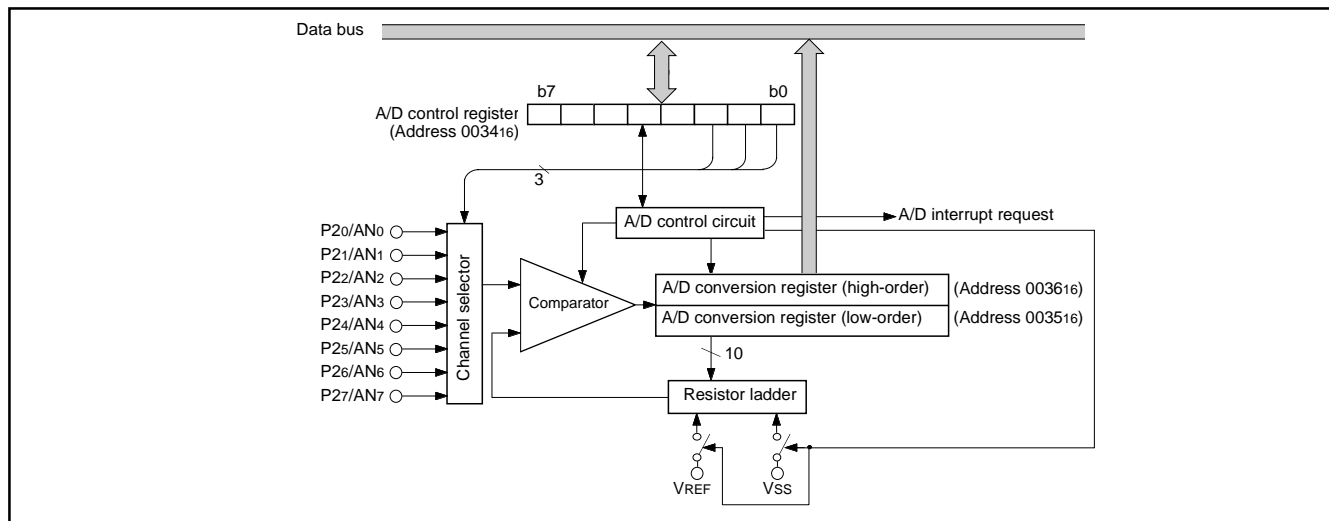 Data bus
b7 b0
A/D control register
(Address 003416)
3
A/D control circuit
A/D interrupt request
P20/AN0
P21/AN1
P22/AN2
P23/AN3
P24/AN4
P25/AN5
P26/AN6
P27/AN7
Channel selector
Comparator
A/D conversion register (high-order) (Address 003616)
A/D conversion register (low-order) (Address 003516)
10
Resistor ladder
VREF VSS